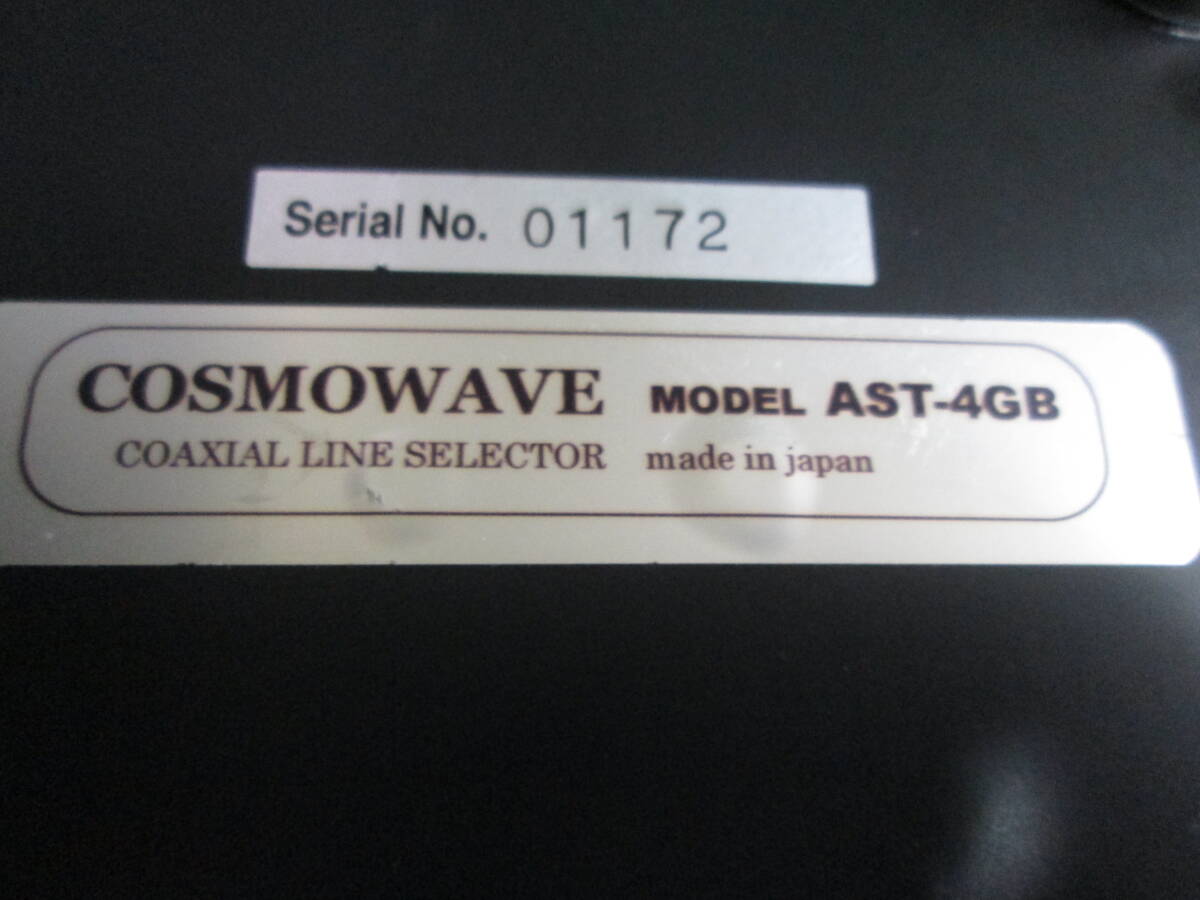 Serial No. 01172
COSMOWAVE MODEL AST-4GB
COAXIAL LINE SELECTOR made in japan